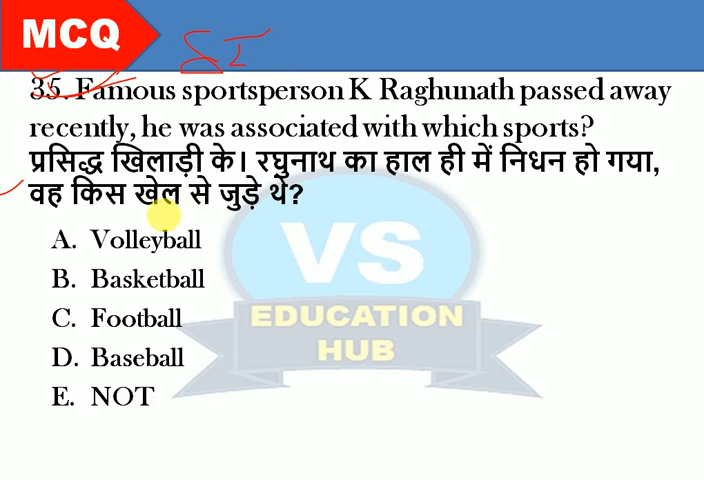 MCQ
SI
35. Famous sportsperson K Raghunath passed away
recently, he was associated with which sports?
प्रसिद्ध खिलाड़ी के। रघुनाथ का हाल ही में निधन हो गया,
वह किस खेल से जुड़े थे?
A. Volleyball
B. Basketball
C. Football
D. Baseball
E. NOT
VS
EDUCATION
HUB